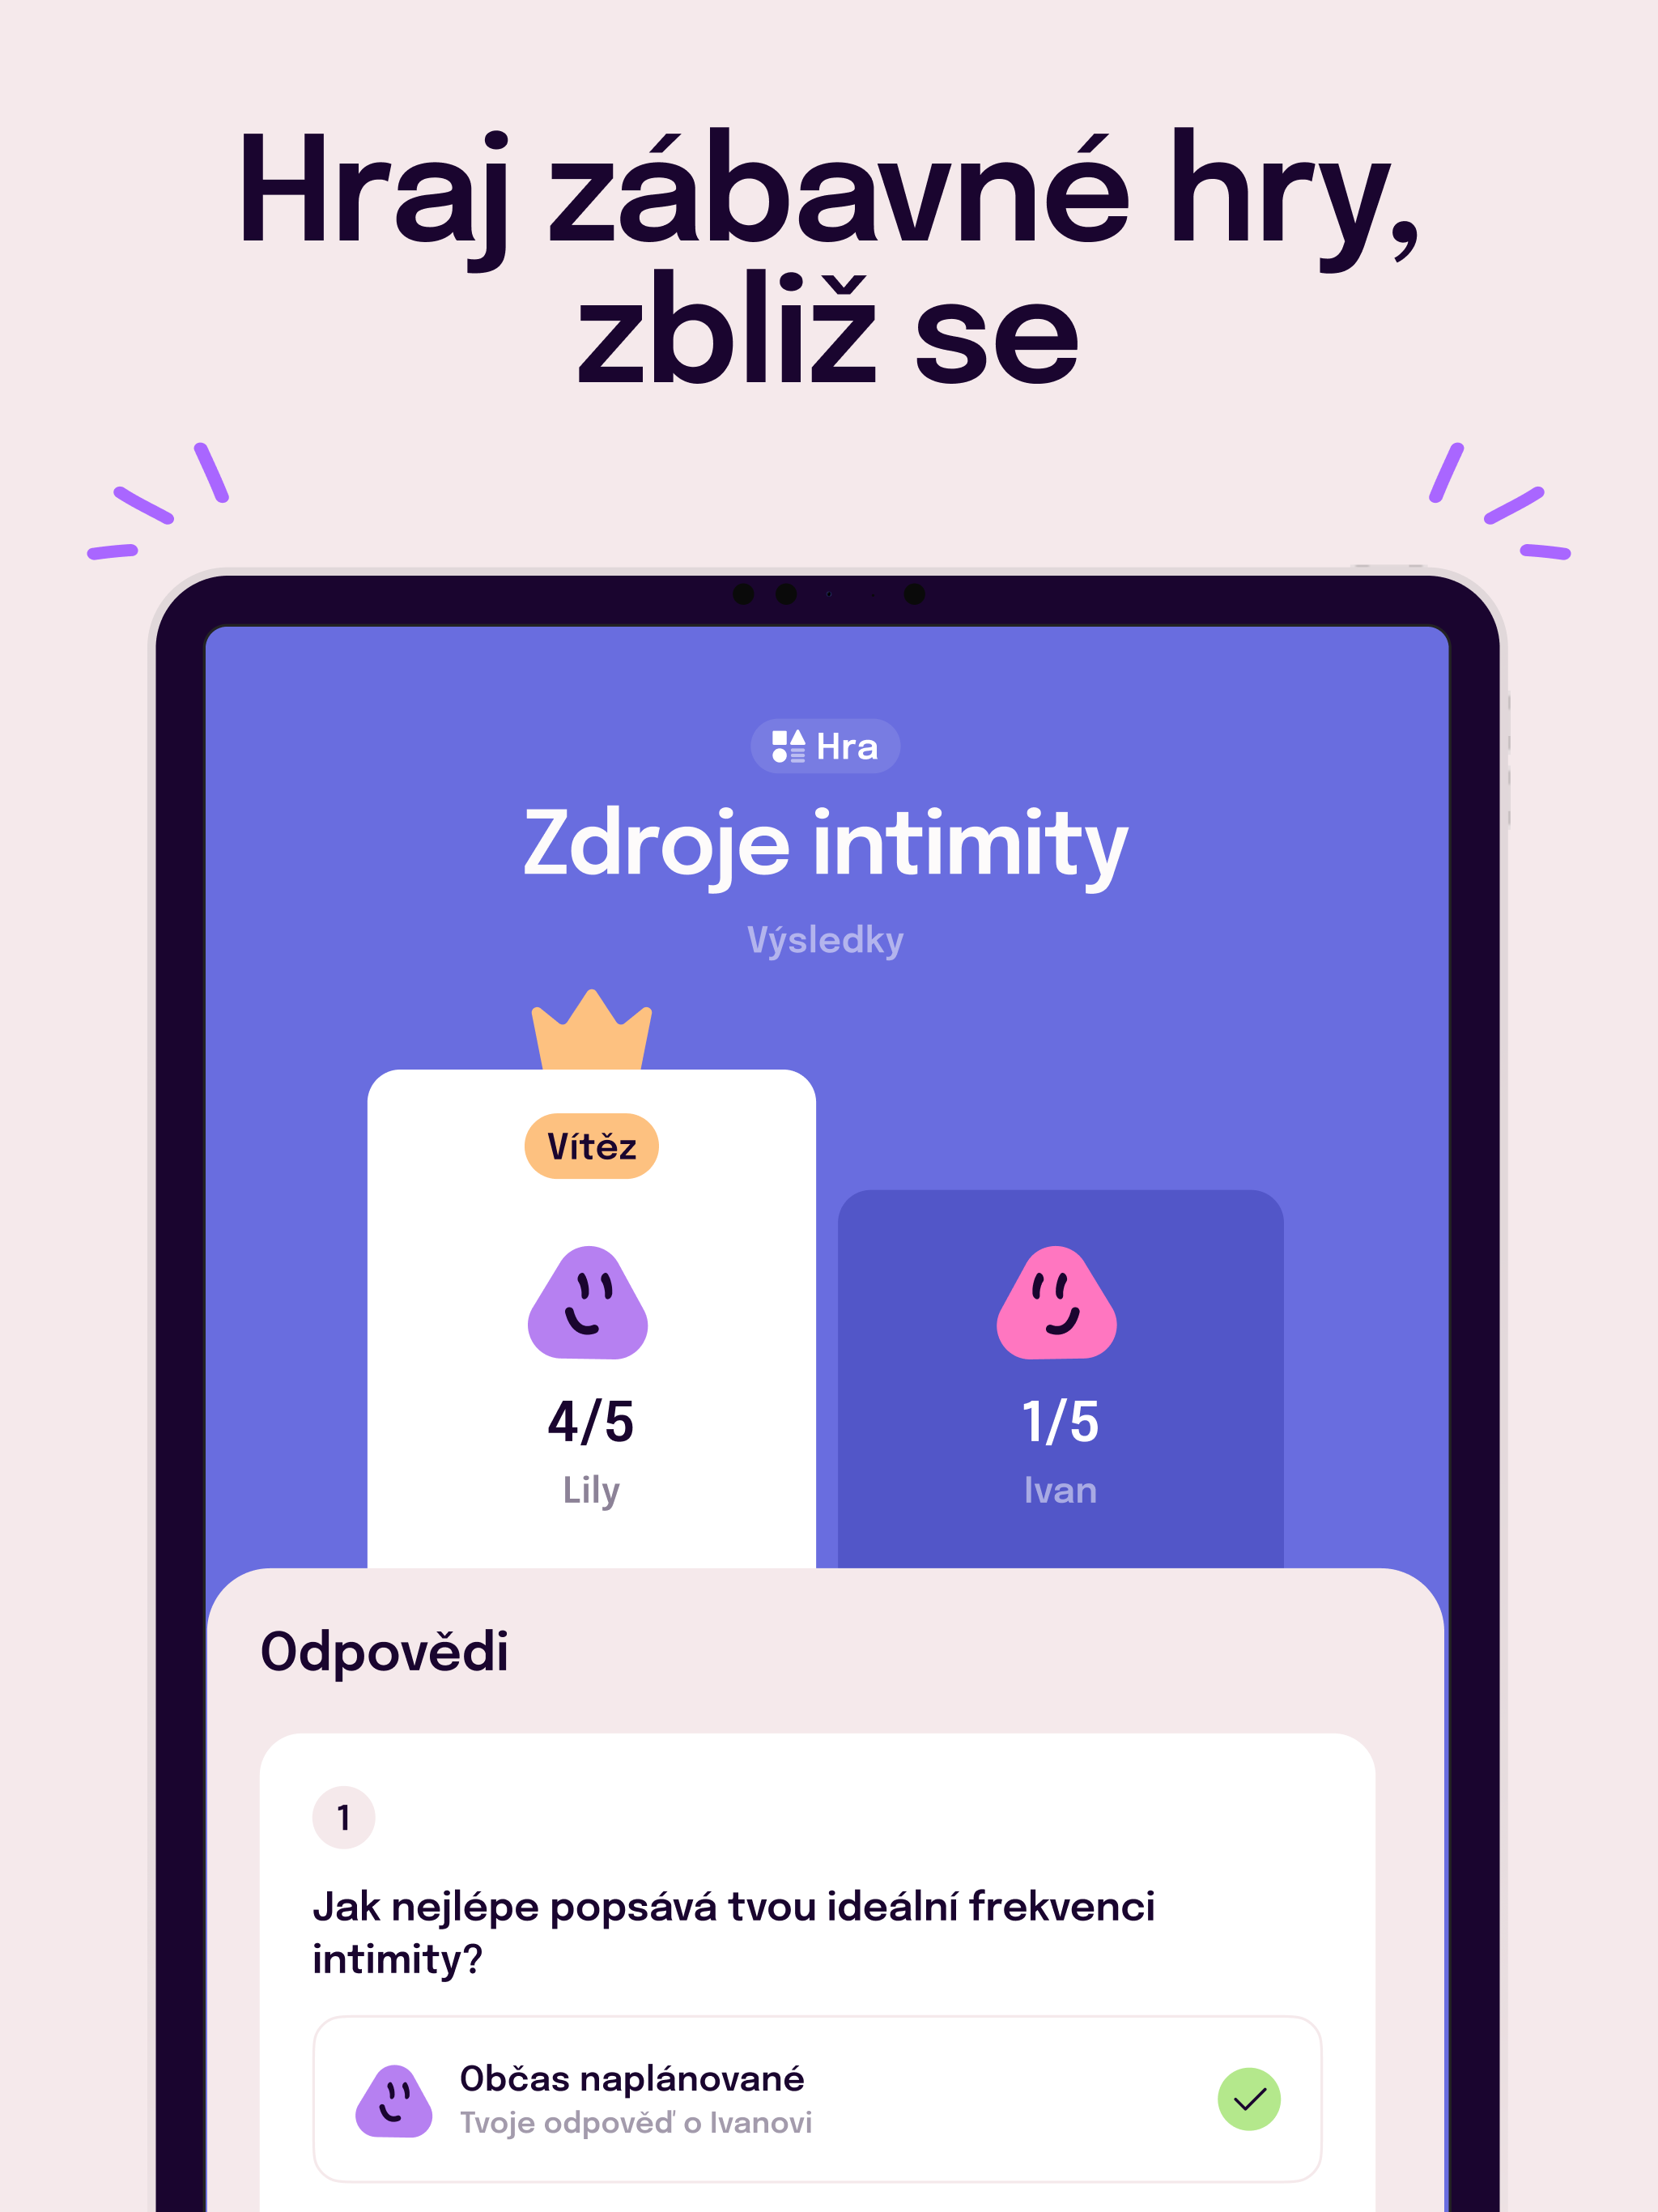 Hraj zábavné hry,
zbliž se
Hra
Zdroje intimity
Výsledky
Vítěz
4/5
Lily
1/5
Ivan
Odpovědi
1
Jak nejlépe popsává tvou ideální frekvenci
intimity?
Občas naplánované
Tvoje odpověď o Ivanovi